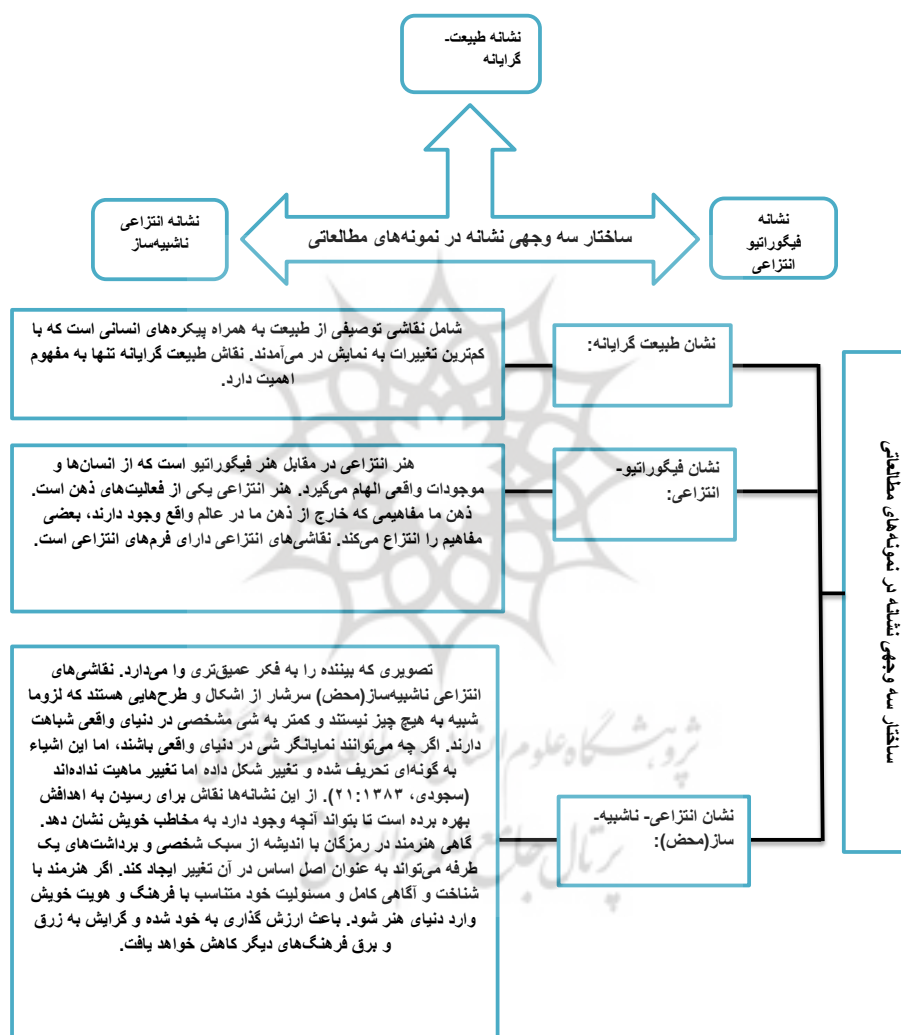 نشانه طبیعت-
گرایانه
نشانه
فیگوراتیو
انتزاعی
ساختار سه وجهی نشانه در نمونه‌های مطالعاتی
نشانه انتزاعی
ناشبیه‌ساز
ساختار سه وجهی نشانه در نمونه‌های مطالعاتی
نشان طبیعت گرایانه:
شامل نقاشی توصیفی از طبیعت به همراه پیکره‌های انسانی است که با
کم‌ترین تغییرات به نمایش در می‌آمدند. نقاش طبیعت گرایانه تنها به مفهوم
اهمیت دارد.
نشان فیگوراتیو-
انتزاعی:
هنر انتزاعی در مقابل هنر فیگوراتیو است که از انسان‌ها و
موجودات واقعی الهام می‌گیرد. هنر انتزاعی یکی از فعالیت‌های ذهن است.
ذهن ما مفاهیمی که خارج از ذهن ما در عالم واقع وجود دارند، بعضی
مفاهیم را انتزاع می‌کند. نقاشی‌های انتزاعی دارای فرم‌های انتزاعی است.
نشان انتزاعی- ناشبیه-
ساز(محض):
تصویری که بیننده را به فکر عمیق‌تری وا می‌دارد. نقاشی‌های
انتزاعی ناشبیه‌ساز(محض) سرشار از اشکال و طرح‌هایی هستند که لزوما
شبیه به هیچ چیز نیستند و کمتر به شی مشخصی در دنیای واقعی شباهت
دارند. اگر چه می‌توانند نمایانگر شی در دنیای واقعی باشند، اما این اشیاء
به گونه‌ای تحریف شده و تغییر شکل داده اما تغییر ماهیت نداده‌اند
(سجودی، ۲۱:۱۳۸۳). از این نشانه‌ها نقاش برای رسیدن به اهدافش
بهره برده است تا بتواند آنچه وجود دارد به مخاطب خویش نشان دهد.
گاهی هنرمند در رمزگان با اندیشه از سبک شخصی و برداشت‌های یک
طرفه می‌تواند به عنوان اصل اساس در آن تغییر ایجاد کند. اگر هنرمند با
شناخت و آگاهی کامل و مسئولیت خود متناسب با فرهنگ و هویت خویش
وارد دنیای هنر شود. باعث ارزش گذاری به خود شده و گرایش به زرق
و برق فرهنگ‌های دیگر کاهش خواهد یافت.
پژوهشگاه علوم انسانی و مطالعات فرهنگی
پرتال جامع علوم انسانی